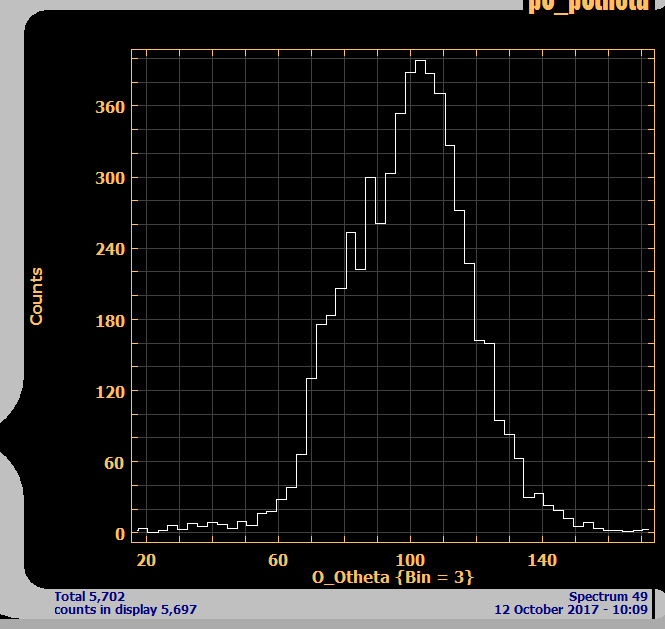 po_potheta
360
300
240
180
120
60
0
Counts
20 60 100 140
O_Otheta {Bin = 3}
Total 5,702
counts in display 5,697
Spectrum 49
12 October 2017 - 10:09